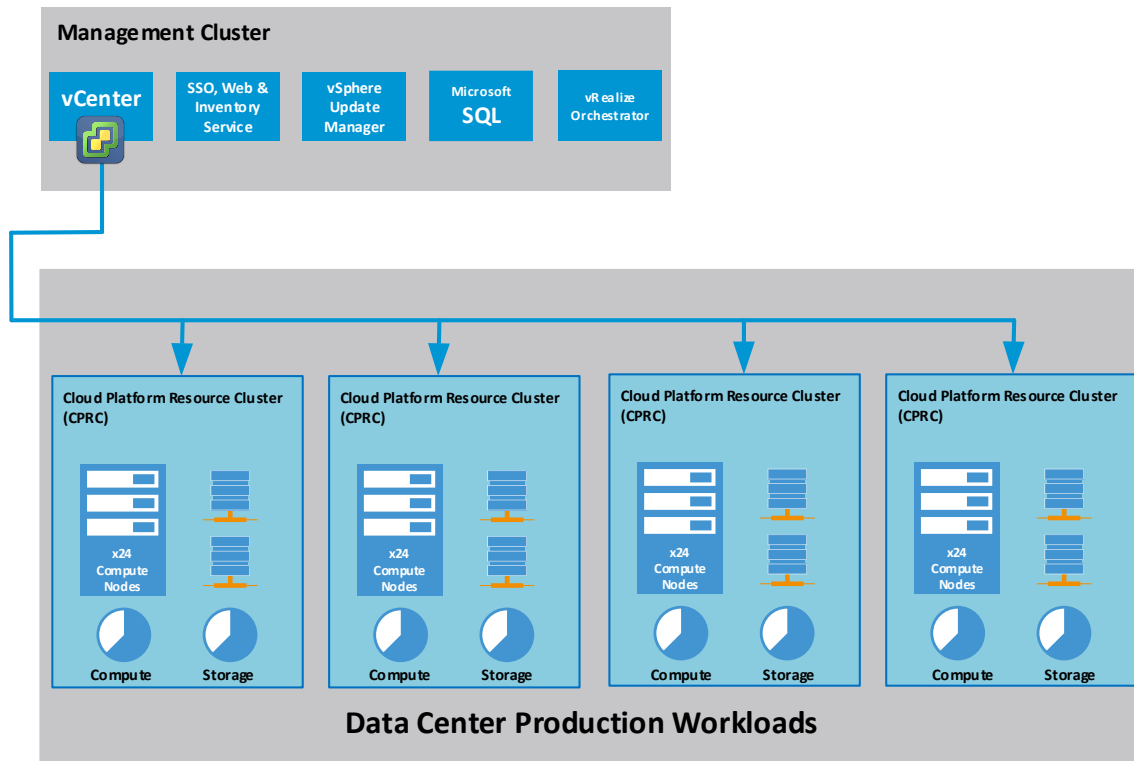 Management Cluster
vCenter
SSO, Web &
Inventory
Service
vSphere
Update
Manager
Microsoft
SQL
vRealize
Orchestrator
Cloud Platform Resource Cluster
(CPRC)
x24
Compute
Nodes
Compute
Storage
Cloud Platform Resource Cluster
(CPRC)
x24
Compute
Nodes
Compute
Storage
Cloud Platform Resource Cluster
(CPRC)
x24
Compute
Nodes
Compute
Storage
Cloud Platform Resource Cluster
(CPRC)
x24
Compute
Nodes
Compute
Storage
Data Center Production Workloads